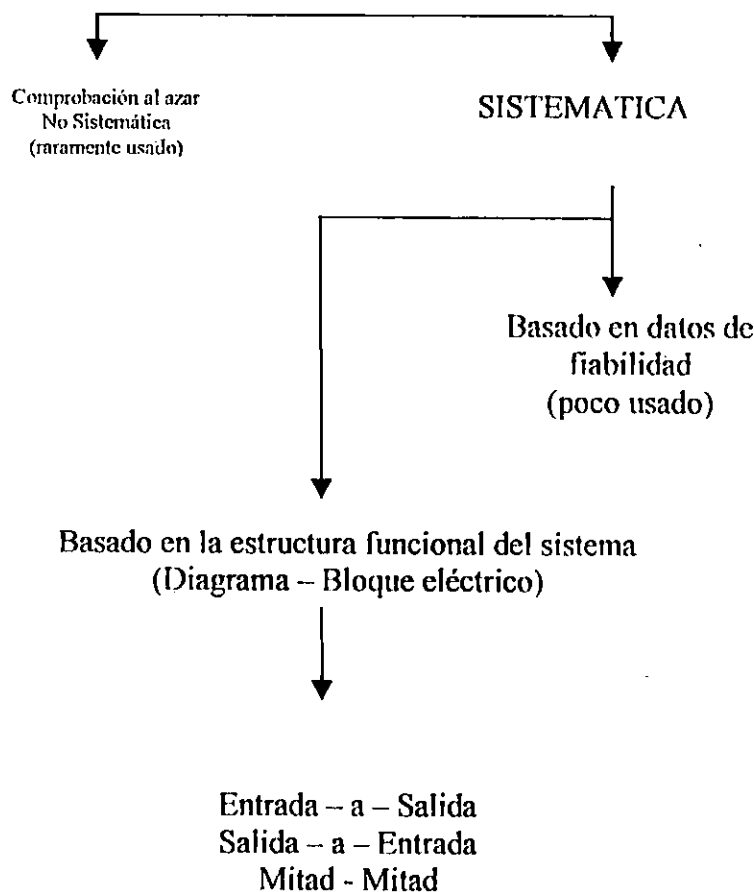 Comprobación al azar
No Sistemática
(raramente usado)
SISTEMATICA
Basado en datos de
fiabilidad
(poco usado)
Basado en la estructura funcional del sistema
(Diagrama – Bloque eléctrico)
Entrada – a – Salida
Salida – a – Entrada
Mitad - Mitad